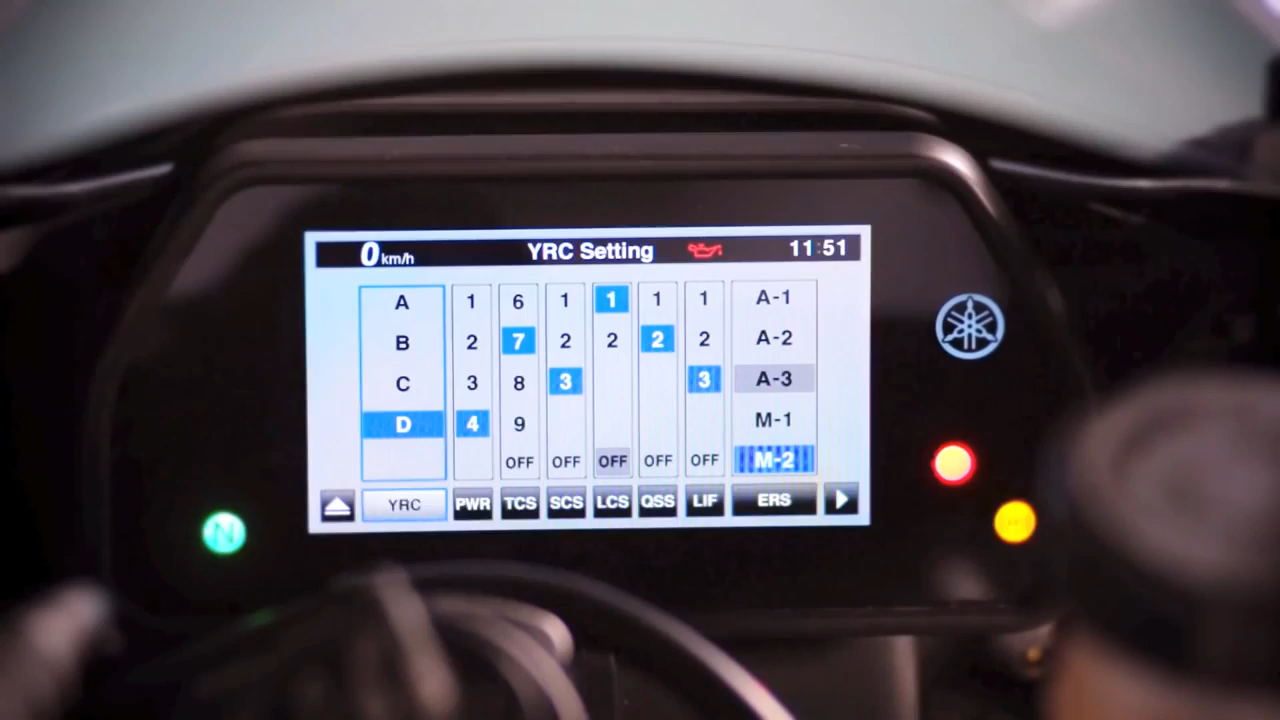 0 km/h YRC Setting 11:51
A 1 6 1 1 1 1 A-1
B 2 7 2 2 2 2 A-2
C 3 8 3 3 A-3
D 4 9 M-1
OFF OFF OFF OFF OFF M-2
YRC PWR TCS SCS LCS QSS LIF ERS
N